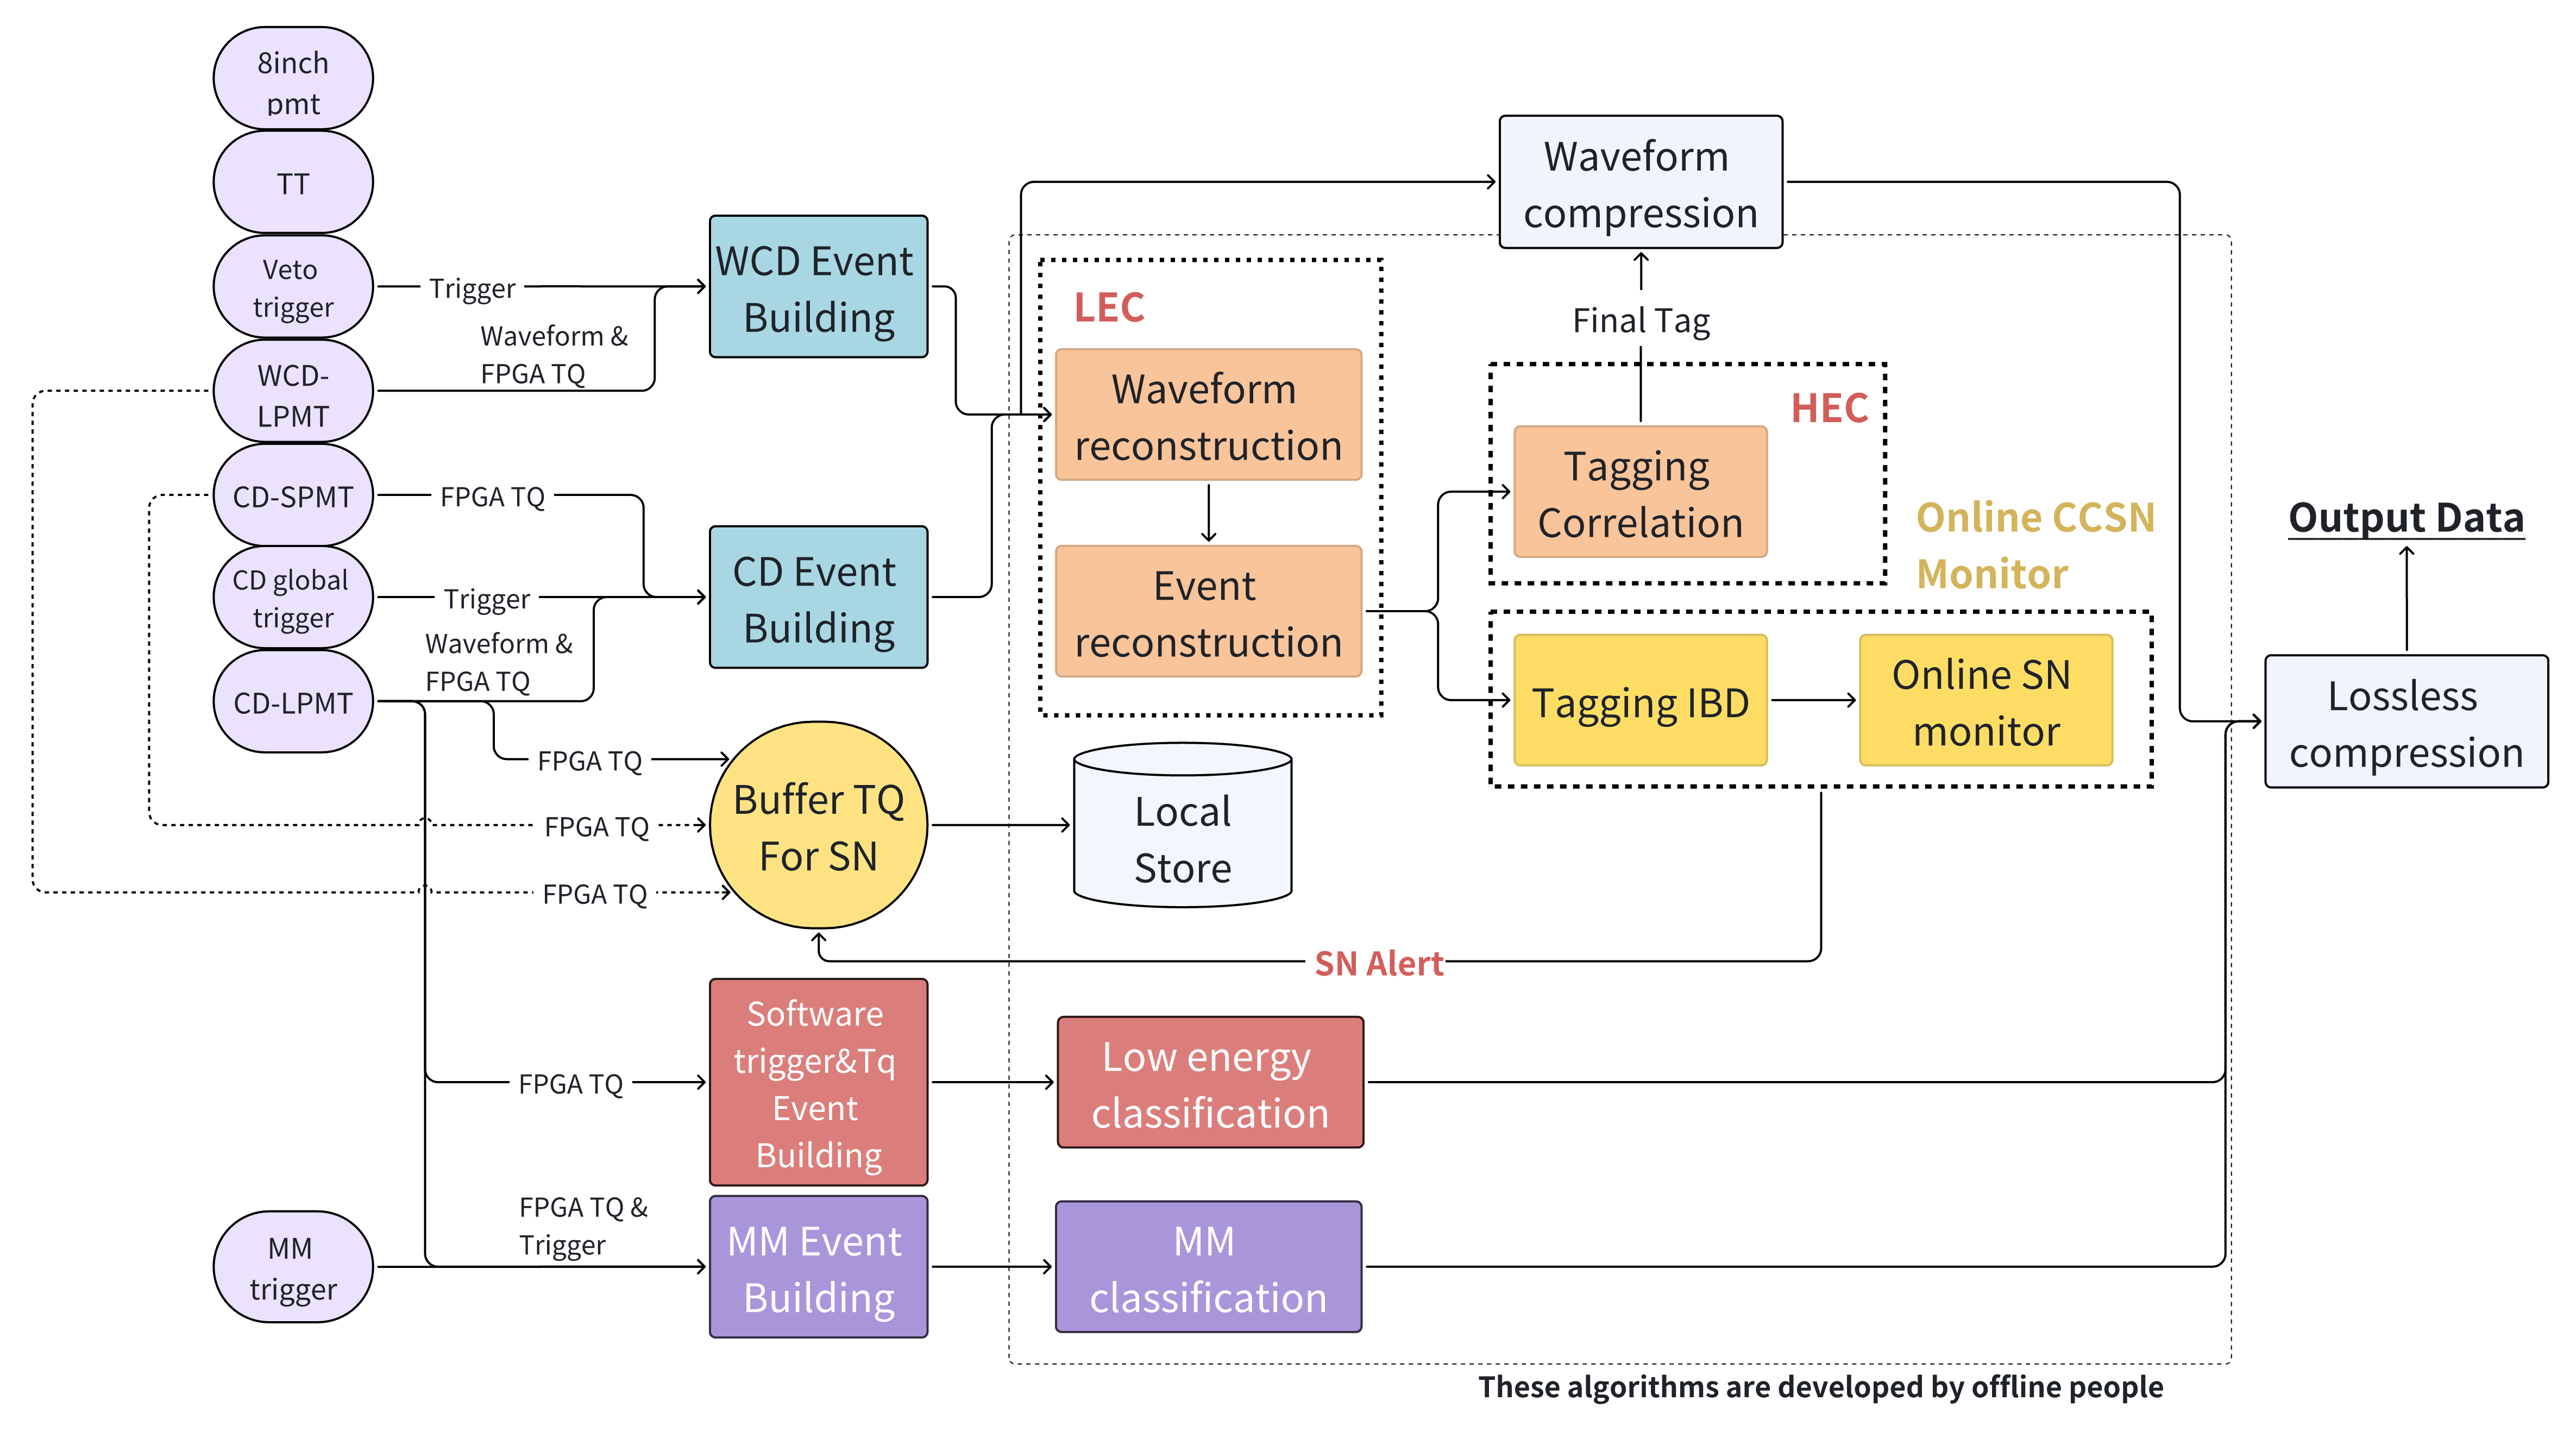 8inch
pmt
TT
Veto
trigger
WCD-
LPMT
CD-SPMT
CD global
trigger
CD-LPMT
MM
trigger
Trigger
Waveform &
FPGA TQ
FPGA TQ
Trigger
Waveform &
FPGA TQ
FPGA TQ
FPGA TQ
FPGA TQ
FPGA TQ
FPGA TQ &
Trigger
WCD Event
Building
CD Event
Building
Buffer TQ
For SN
Software
trigger&Tq
Event
Building
MM Event
Building
LEC
Waveform
reconstruction
Event
reconstruction
Local
Store
SN Alert
Low energy
classification
MM
classification
Waveform
compression
Final Tag
HEC
Tagging
Correlation
Online CCSN
Monitor
Tagging IBD
Online SN
monitor
Output Data
Lossless
compression
These algorithms are developed by offline people